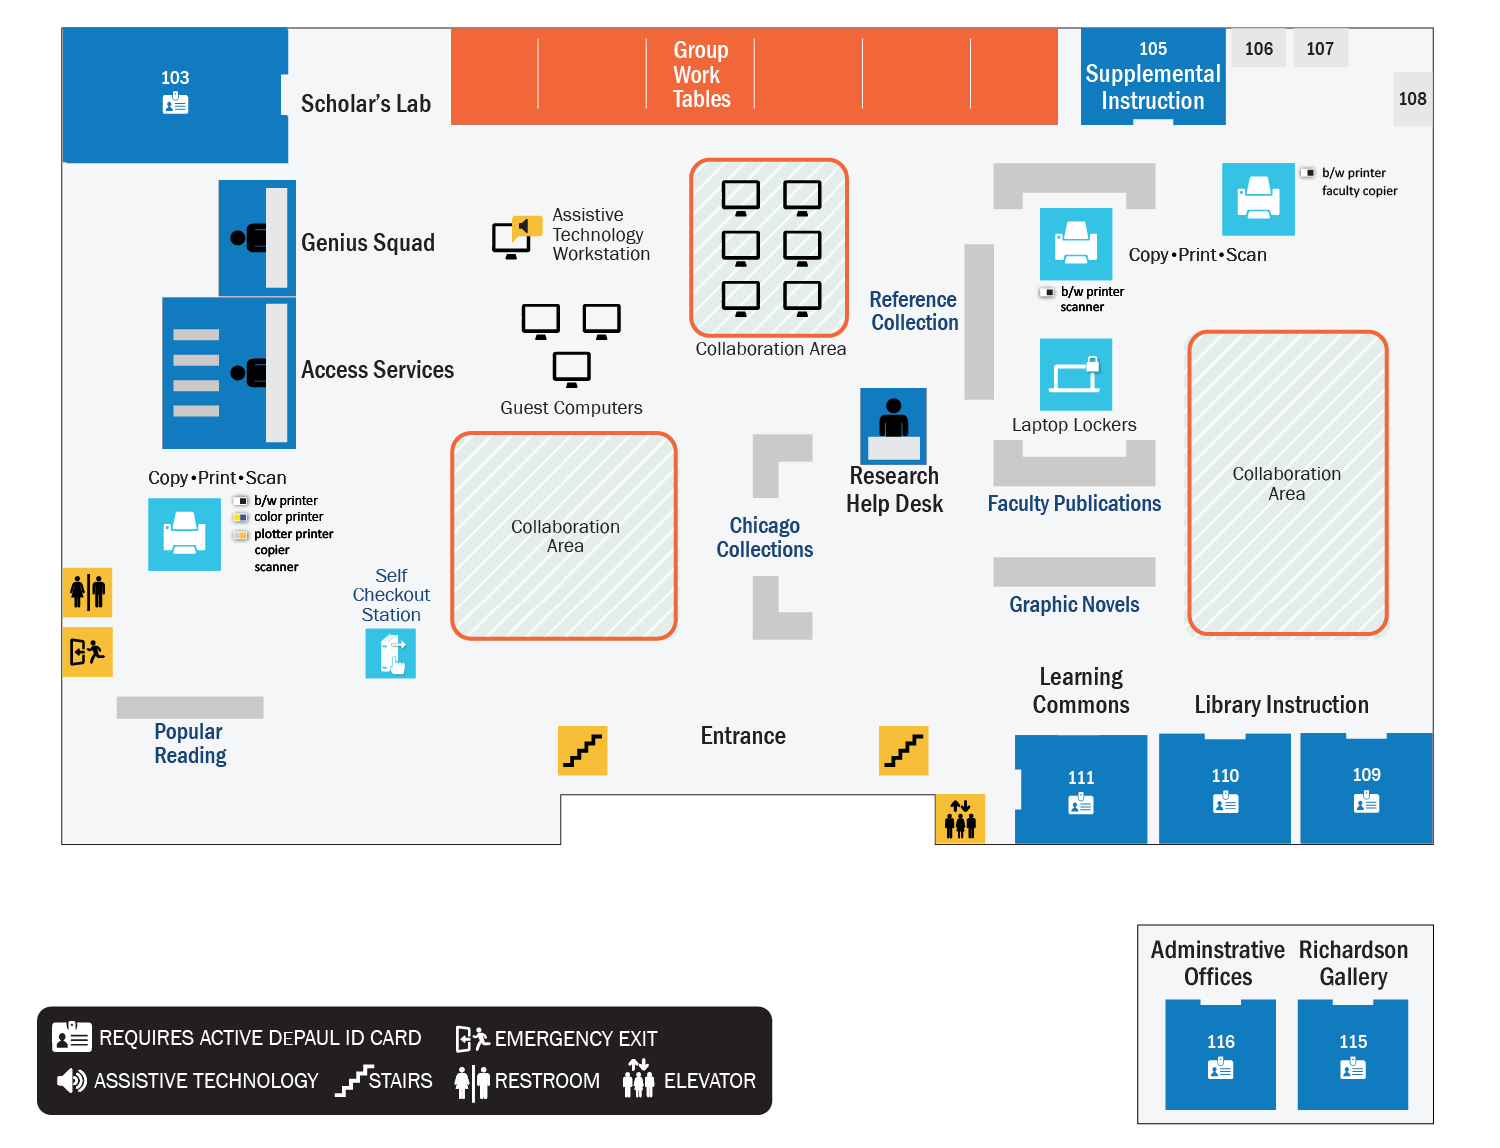 103
Scholar's Lab
Group
Work
Tables
105
Supplemental
Instruction
106
107
108
Genius Squad
Assistive
Technology
Workstation
b/w printer
faculty copier
Copy•Print•Scan
b/w printer
scanner
Reference
Collection
Collaboration Area
Access Services
Guest Computers
Laptop Lockers
Research
Help Desk
Faculty Publications
Collaboration
Area
Copy•Print•Scan
b/w printer
color printer
plotter printer
copier
scanner
Collaboration
Area
Chicago
Collections
Self
Checkout
Station
Graphic Novels
Popular
Reading
Entrance
Learning
Commons
Library Instruction
111
110
109
Adminstrative
Offices
Richardson
Gallery
116
115
REQUIRES ACTIVE DEPAUL ID CARD
EMERGENCY EXIT
ASSISTIVE TECHNOLOGY
STAIRS
RESTROOM
ELEVATOR